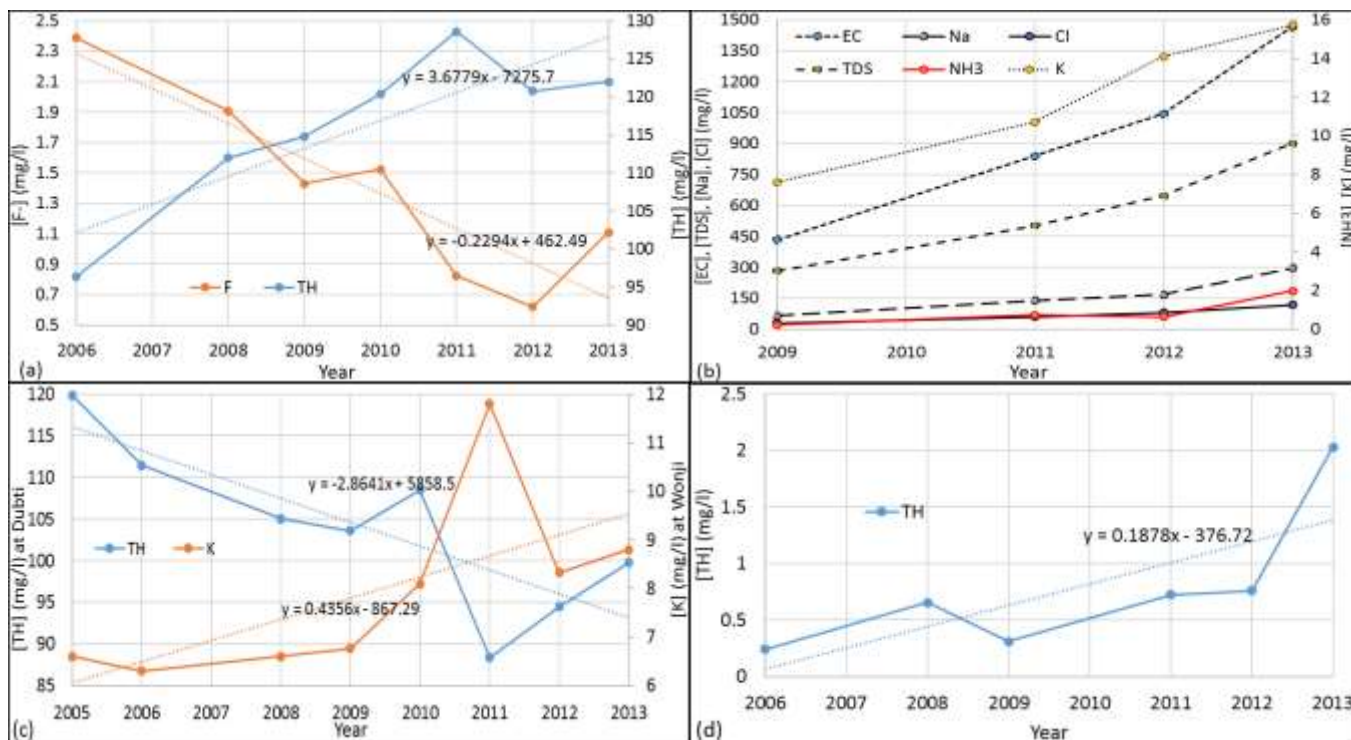 2.5
2.3
2.1
1.9
1.7
1.5
1.3
1.1
0.9
0.7
0.5
[F-] (mg/l)
130
125
120
115
110
105
100
95
90
[TH] (mg/l)
y = 3.6779x - 7275.7
y = -0.2294x + 462.49
F TH
2006 2007 2008 2009 2010 2011 2012 2013
(a)
Year
1500
1350
1200
1050
900
750
600
450
300
150
0
[EC], [TDS], [Na], [Cl] (mg/l)
EC Na Cl
TDS NH3 K
16
14
12
10
8
6
4
2
0
[K] (mg/l)
2009 2010 2011 2012 2013
(b)
Year
120
115
110
105
100
95
90
85
[TH] (mg/l) at Dubti
12
11
10
9
8
7
6
[K] (mg/l) at Wonji
y = -2.8641x + 5858.5
TH K
y = 0.4356x - 867.29
2005 2006 2007 2008 2009 2010 2011 2012 2013
(c)
Year
2.5
2
1.5
1
0.5
0
[TH] (mg/l)
TH
y = 0.1878x - 376.72
2006 2007 2008 2009 2010 2011 2012 2013
(d)
Year